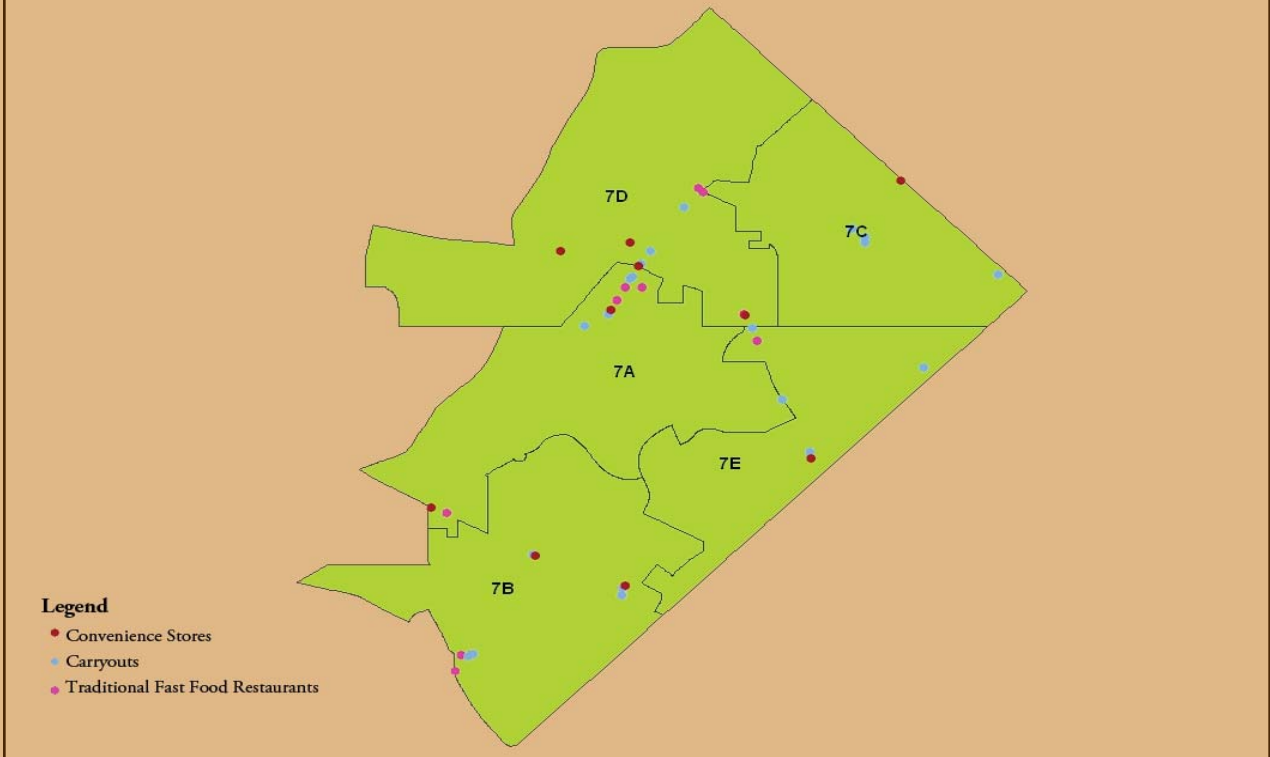 7D
7C
7A
7E
7B
Legend
Convenience Stores
Carryouts
Traditional Fast Food Restaurants